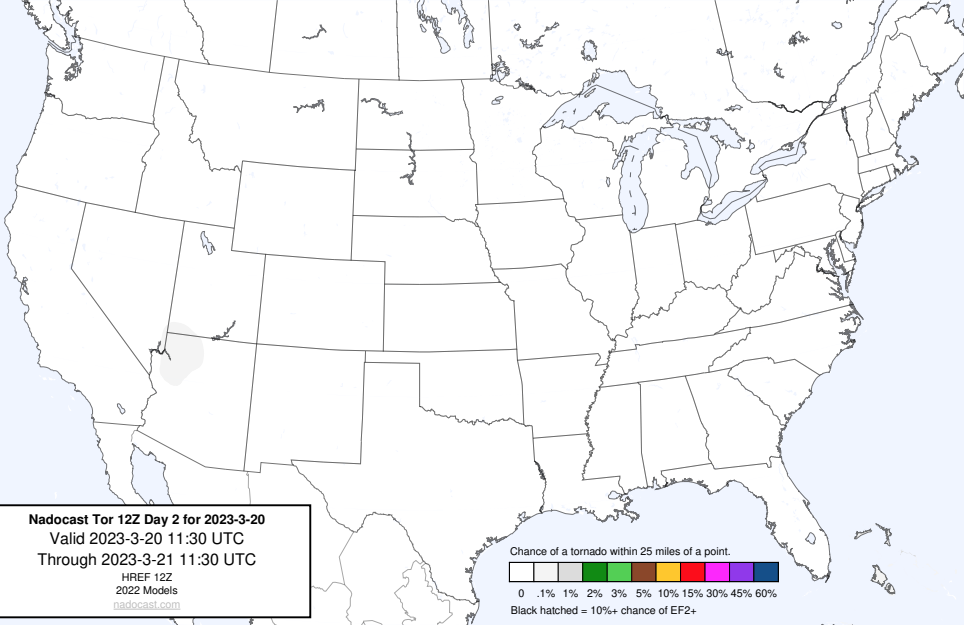 Nadocast Tor 12Z Day 2 for 2023-3-20
Valid 2023-3-20 11:30 UTC
Through 2023-3-21 11:30 UTC
HREF 12Z
2022 Models
nadocast.com
Chance of a tornado within 25 miles of a point.
0 .1% 1% 2% 3% 5% 10% 15% 30% 45% 60%
Black hatched = 10%+ chance of EF2+